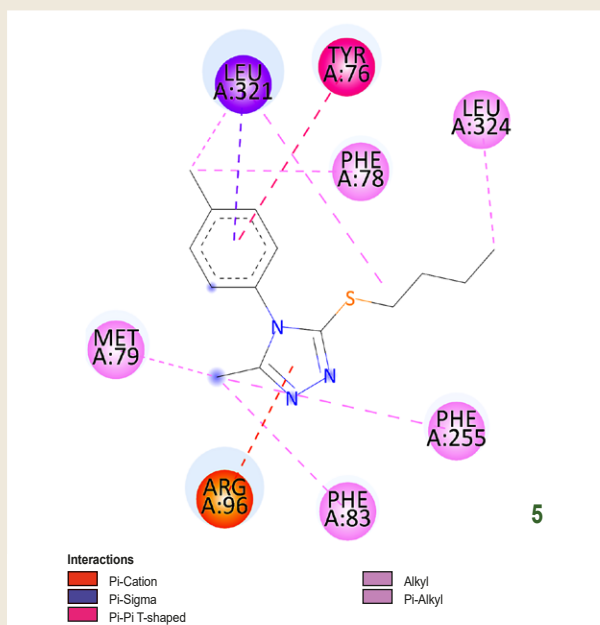 TYR
A:76
LEU
A:321
LEU
A:324
PHE
A:78
S
N
N
N
MET
A:79
PHE
A:255
ARG
A:96
PHE
A:83
5
Interactions
Pi-Cation
Pi-Sigma
Pi-Pi T-shaped
Alkyl
Pi-Alkyl